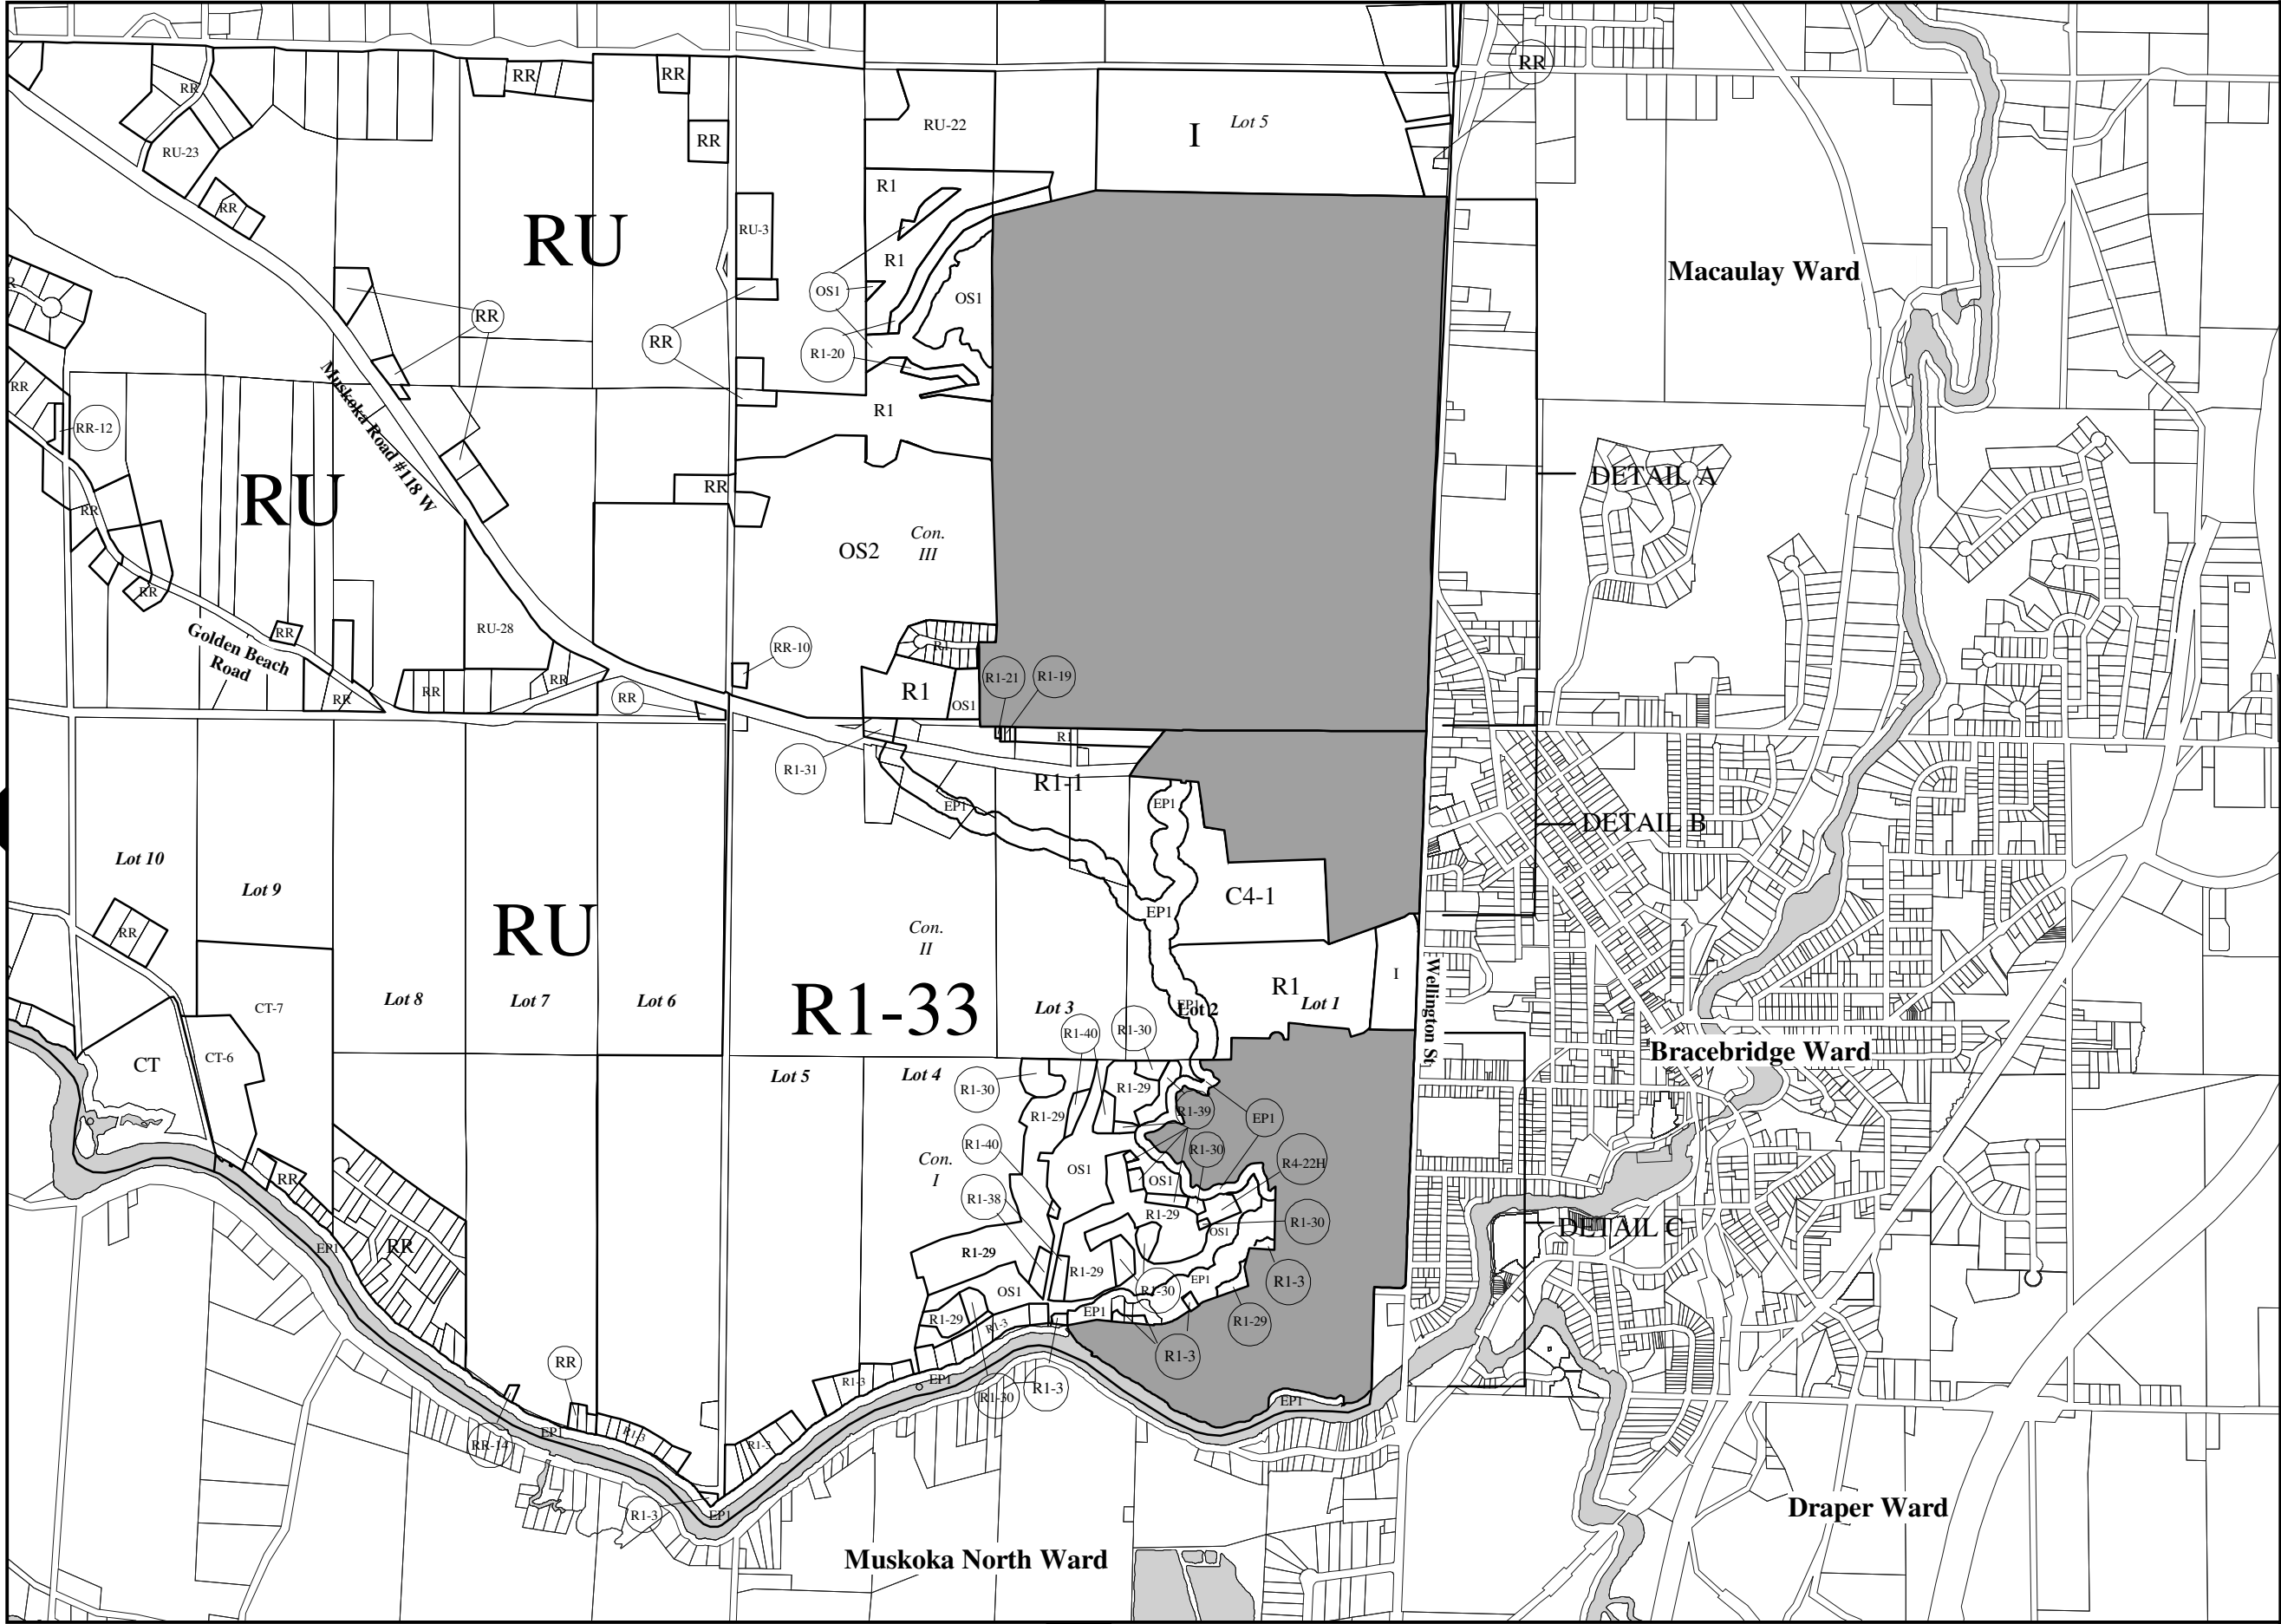 RR
RR
RR
RR
RU-22
I
Lot 5
RR
RU-23
RR
RR
R1
RU
RU-3
Macaulay Ward
R1
OS1
OS1
RR
RR
R1-20
RR
Muskoka Road #118 W
R1
RR-12
RU
RR
DETAIL A
RR
Con.
III
OS2
RR
RU-28
Golden Beach
Road
RR
RR-10
R1
R1
OS1
R1-21
R1-19
RR
RR
RR
RR
R1
R1-31
R1-1
EP1
EP1
DETAIL B
Lot 10
Lot 9
C4-1
RU
EP1
RR
Con.
II
I
R1
CT-7
Lot 8
Lot 7
Lot 6
R1-33
Lot 3
EP1
Lot 2
Lot 1
Wellington St
R1-40
R1-30
Bracebridge Ward
CT
CT-6
Lot 5
Lot 4
R1-30
R1-29
R1-29
R1-39
EP1
R1-40
Con.
I
OS1
R1-30
R4-22H
RR
OS1
R1-38
R1-29
R1-30
OS1
DETAIL C
EP1
RR
R1-29
R1-29
EP1
R1-3
OS1
R1-30
EP1
R1-29
R1-3
R1-29
R1-3
RR
R1-3
EP1
R1-30
R1-3
EP1
RR-14
EP1
R1-3
R1-3
R1-3
EP1
Draper Ward
Muskoka North Ward